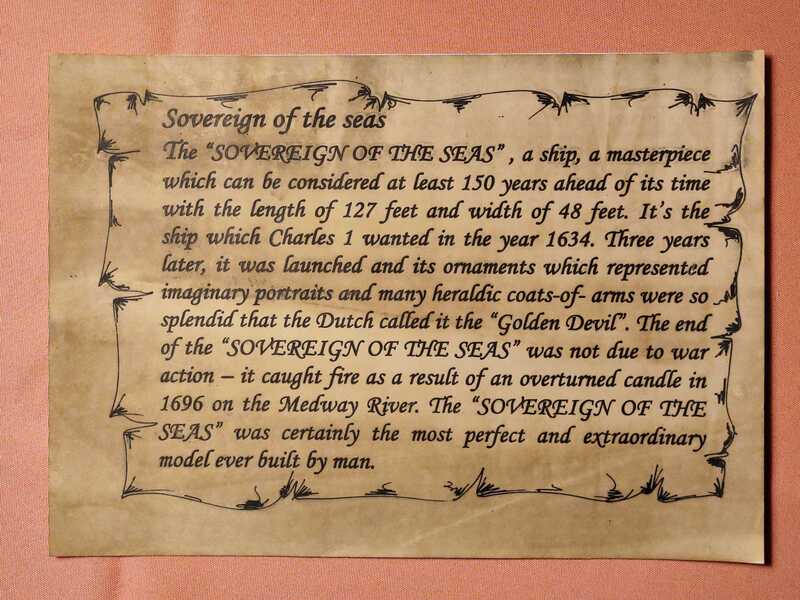 Sovereign of the seas
The “SOVEREIGN OF THE SEAS” , a ship, a masterpiece
which can be considered at least 150 years ahead of its time
with the length of 127 feet and width of 48 feet. It’s the
ship which Charles 1 wanted in the year 1634. Three years
later, it was launched and its ornaments which represented
imaginary portraits and many heraldic coats-of- arms were so
splendid that the Dutch called it the “Golden Devil”. The end
of the “SOVEREIGN OF THE SEAS” was not due to war
action – it caught fire as a result of an overturned candle in
1696 on the Medway River. The “SOVEREIGN OF THE
SEAS” was certainly the most perfect and extraordinary
model ever built by man.